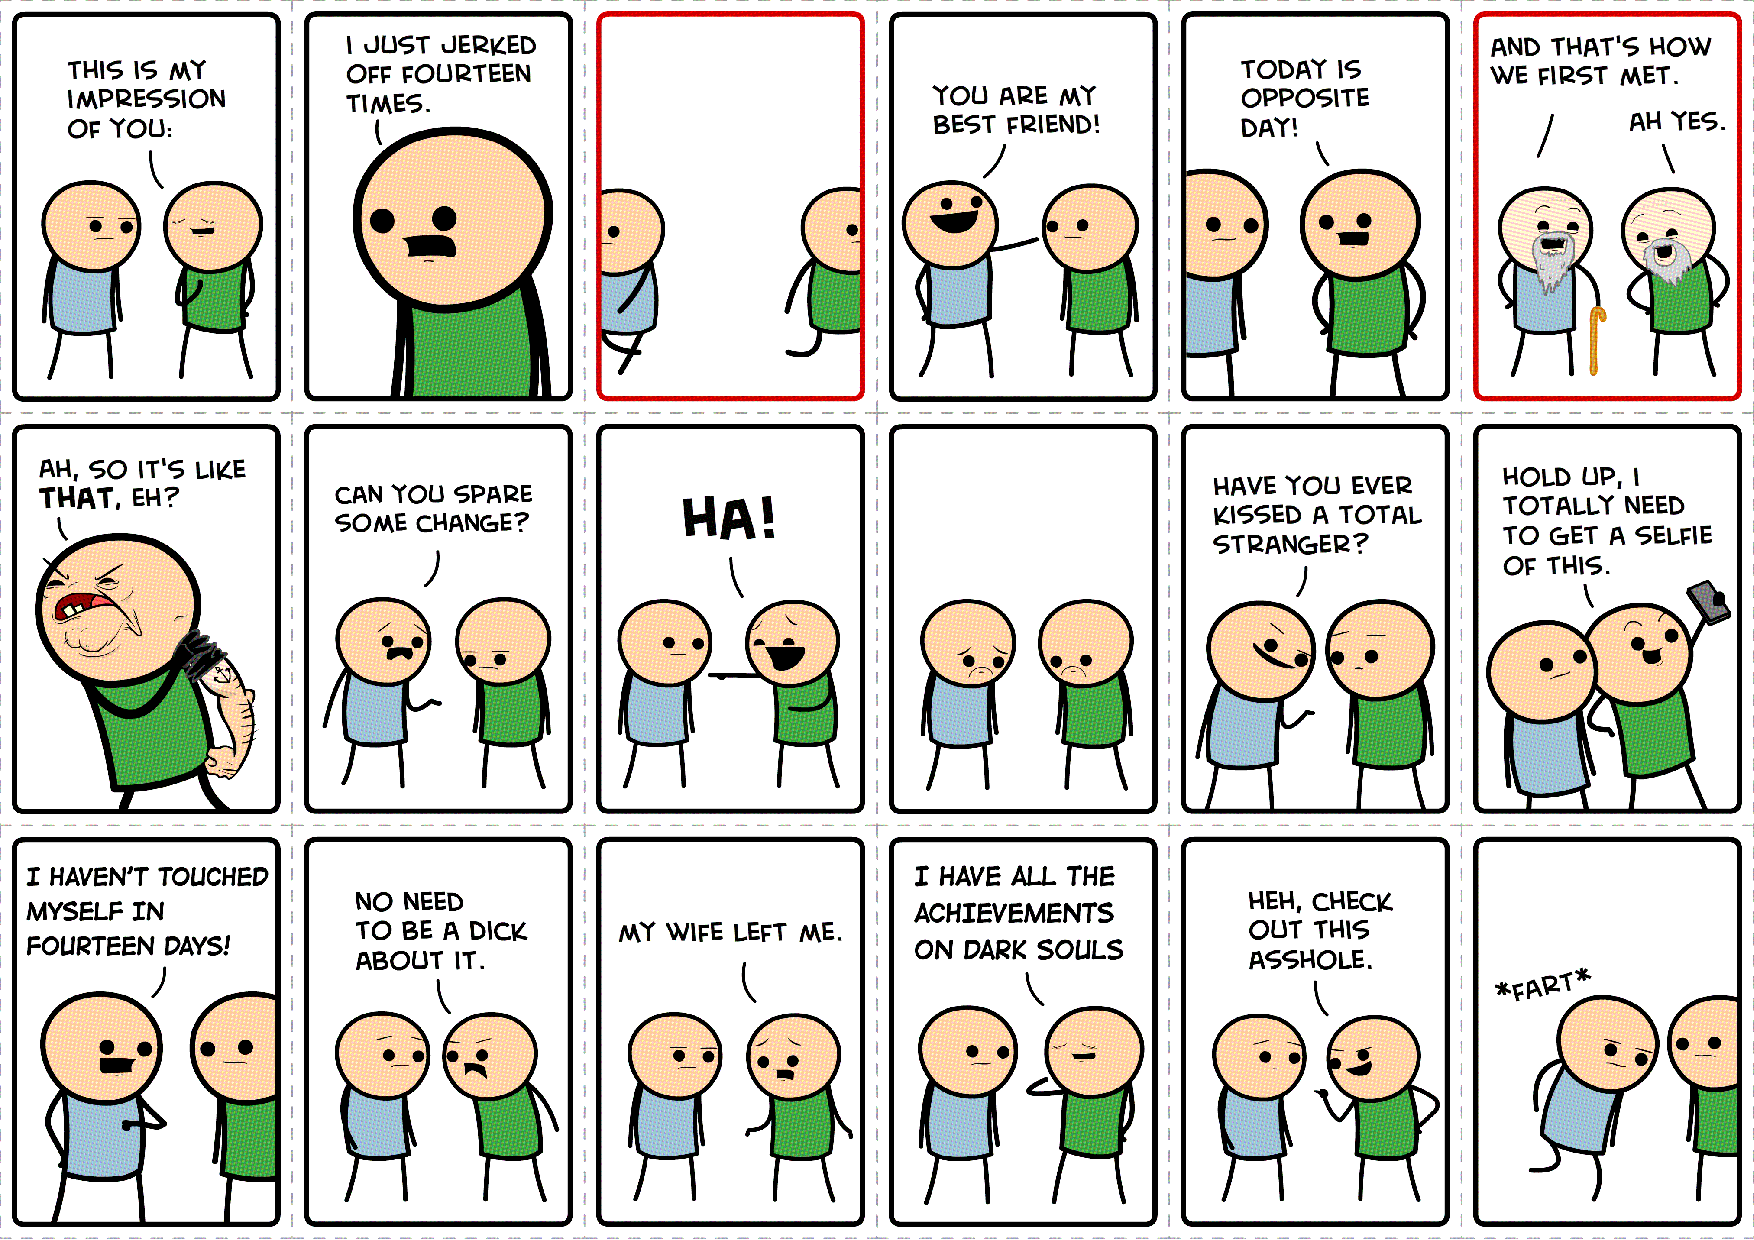 THIS IS MY
IMPRESSION
OF YOU:
I JUST JERKED
OFF FOURTEEN
TIMES.
YOU ARE MY
BEST FRIEND!
TODAY IS
OPPOSITE
DAY!
AND THAT'S HOW
WE FIRST MET.
AH YES.
AH, SO IT'S LIKE
THAT, EH?
CAN YOU SPARE
SOME CHANGE?
HA!
HAVE YOU EVER
KISSED A TOTAL
STRANGER?
HOLD UP, I
TOTALLY NEED
TO GET A SELFIE
OF THIS.
I HAVEN'T TOUCHED
MYSELF IN
FOURTEEN DAYS!
NO NEED
TO BE A DICK
ABOUT IT.
MY WIFE LEFT ME.
I HAVE ALL THE
ACHIEVEMENTS
ON DARK SOULS
HEH, CHECK
OUT THIS
ASSHOLE.
*FART*